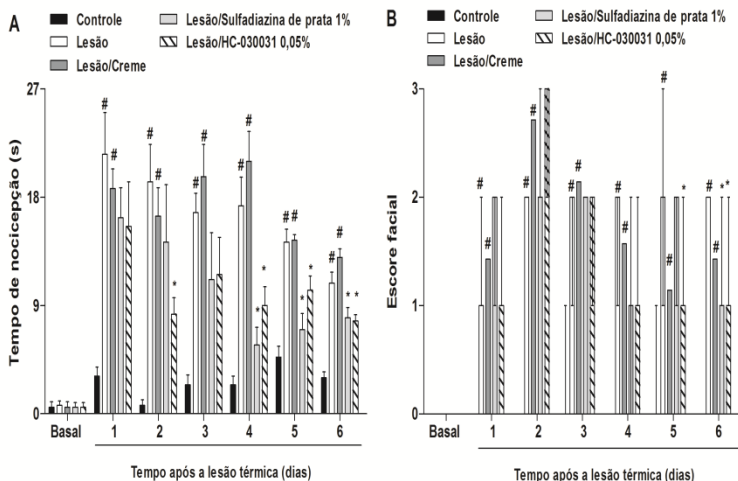 A
Controle
Lesão
Lesão/Creme
Lesão/Sulfadiazina de prata 1%
Lesão/HC-030031 0,05%
Tempo de nocicepção (s)
27
18
9
0
# # # # # # # # # # # #
* * * * * * *
Basal 1 2 3 4 5 6
Tempo após a lesão térmica (dias)
B
Controle
Lesão
Lesão/Creme
Lesão/Sulfadiazina de prata 1%
Lesão/HC-030031 0,05%
Escore facial
3
2
1
0
# # # # # # # # # # # #
* * *
Basal 1 2 3 4 5 6
Tempo após a lesão térmica (dias)